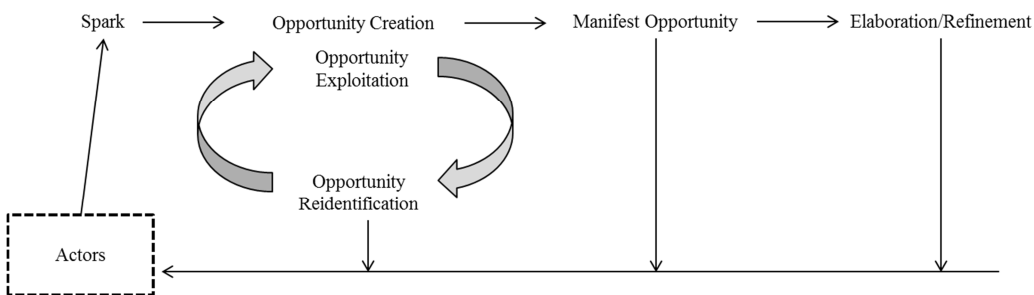 Spark
Opportunity Creation
Manifest Opportunity
Elaboration/Refinement
Opportunity
Exploitation
Opportunity
Reidentification
Actors